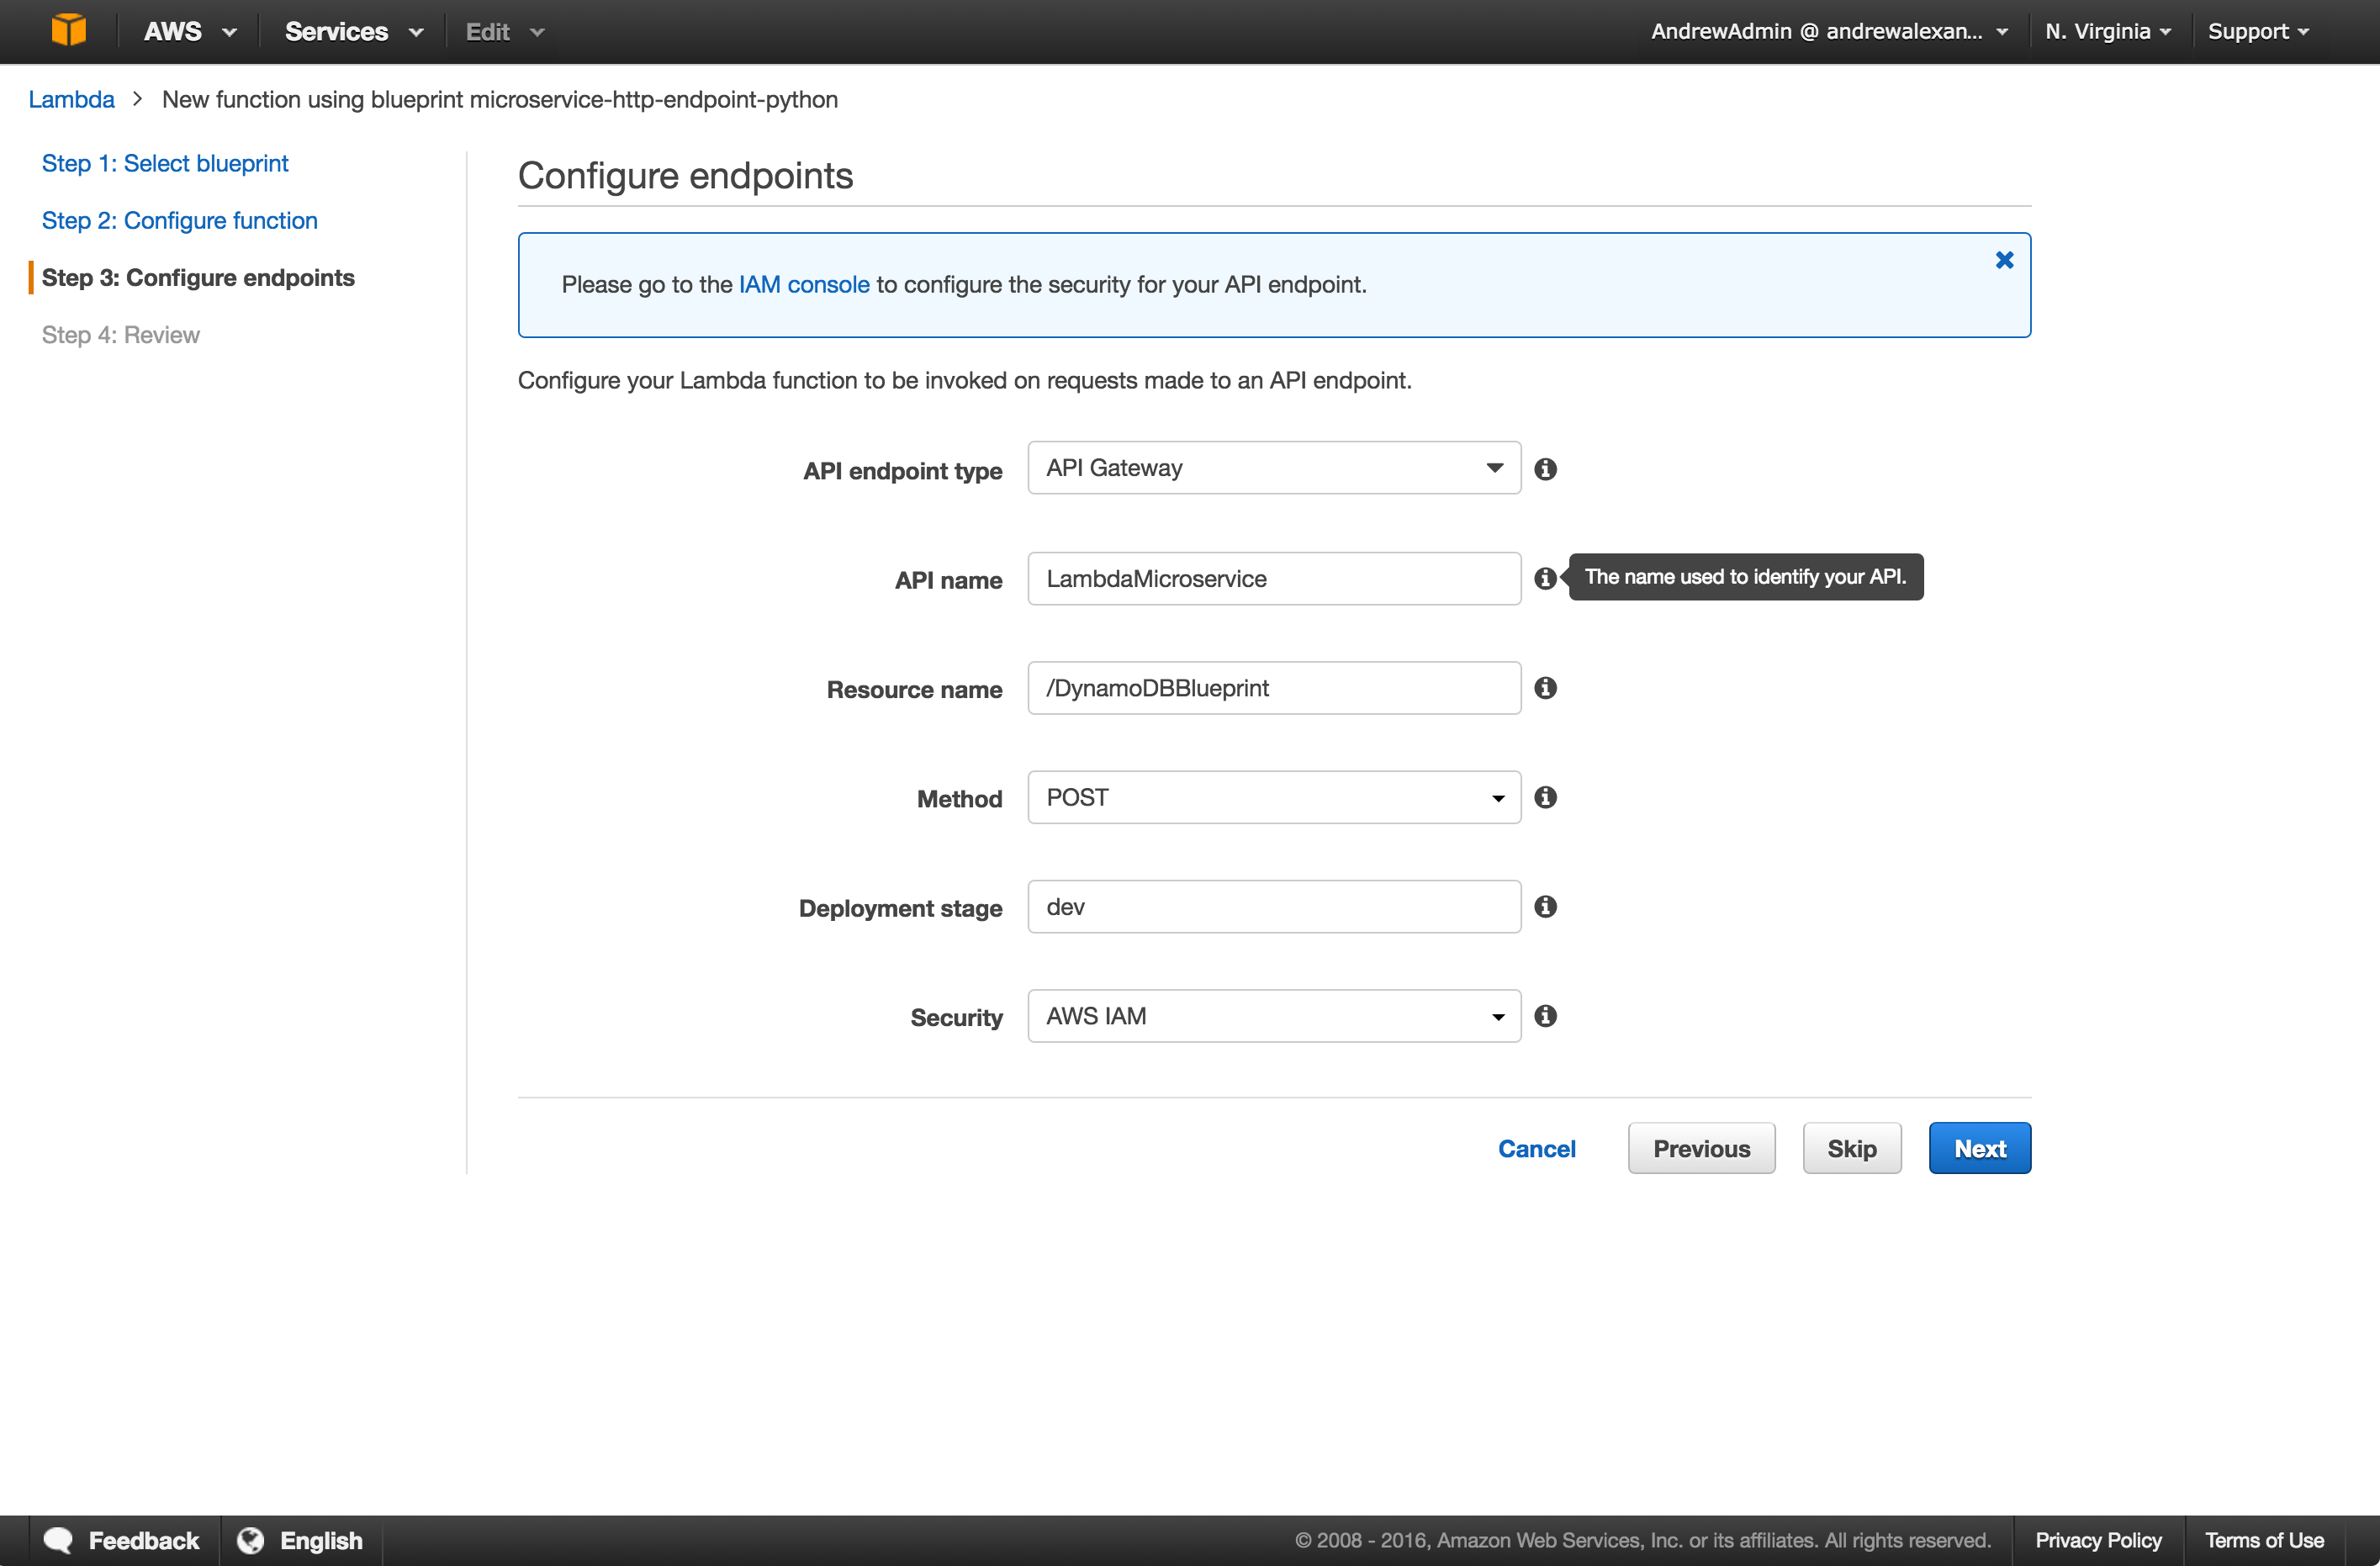 AWS Services Edit AndrewAdmin @ andrewalexan... N. Virginia Support
Lambda > New function using blueprint microservice-http-endpoint-python
Step 1: Select blueprint
Step 2: Configure function
Step 3: Configure endpoints
Step 4: Review
Configure endpoints
Please go to the IAM console to configure the security for your API endpoint.
Configure your Lambda function to be invoked on requests made to an API endpoint.
API endpoint type API Gateway
API name LambdaMicroservice The name used to identify your API.
Resource name /DynamoDBBlueprint
Method POST
Deployment stage dev
Security AWS IAM
Cancel Previous Skip Next
Feedback English © 2008 - 2016, Amazon Web Services, Inc. or its affiliates. All rights reserved. Privacy Policy Terms of Use